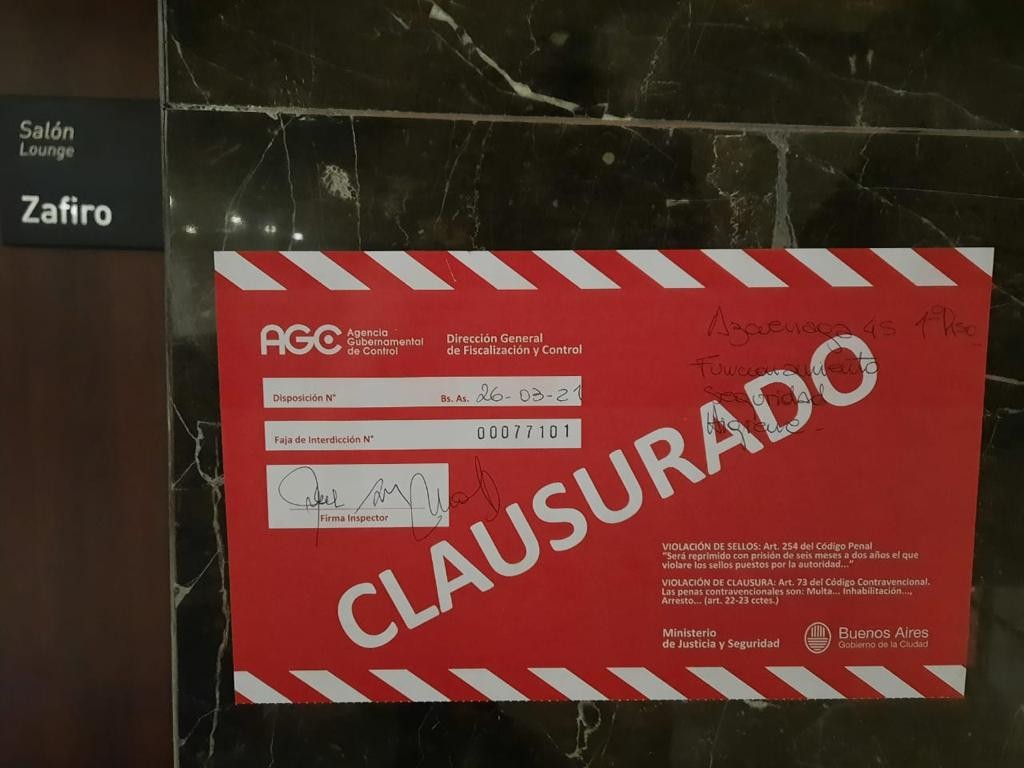 Salón
Lounge
Zafiro
AGC Agencia
Gubernamental
de Control
Dirección General
de Fiscalización y Control
Azcuenaga 45 1º Piso
Funcionamiento
Seguridad
Higiene.-
Disposición N°
Bs. As. 26-03-21
Faja de Interdicción N° 00077101
Firma Inspector
CLAUSURADO
VIOLACIÓN DE SELLOS: Art. 254 del Código Penal
"Será reprimido con prisión de seis meses a dos años el que
violare los sellos puestos por la autoridad..."
VIOLACIÓN DE CLAUSURA: Art. 73 del Código Contravencional.
Las penas contravencionales son: Multa... Inhabilitación...,
Arresto... (art. 22-23 cctes.)
Ministerio
de Justicia y Seguridad
Buenos Aires
Gobierno de la Ciudad